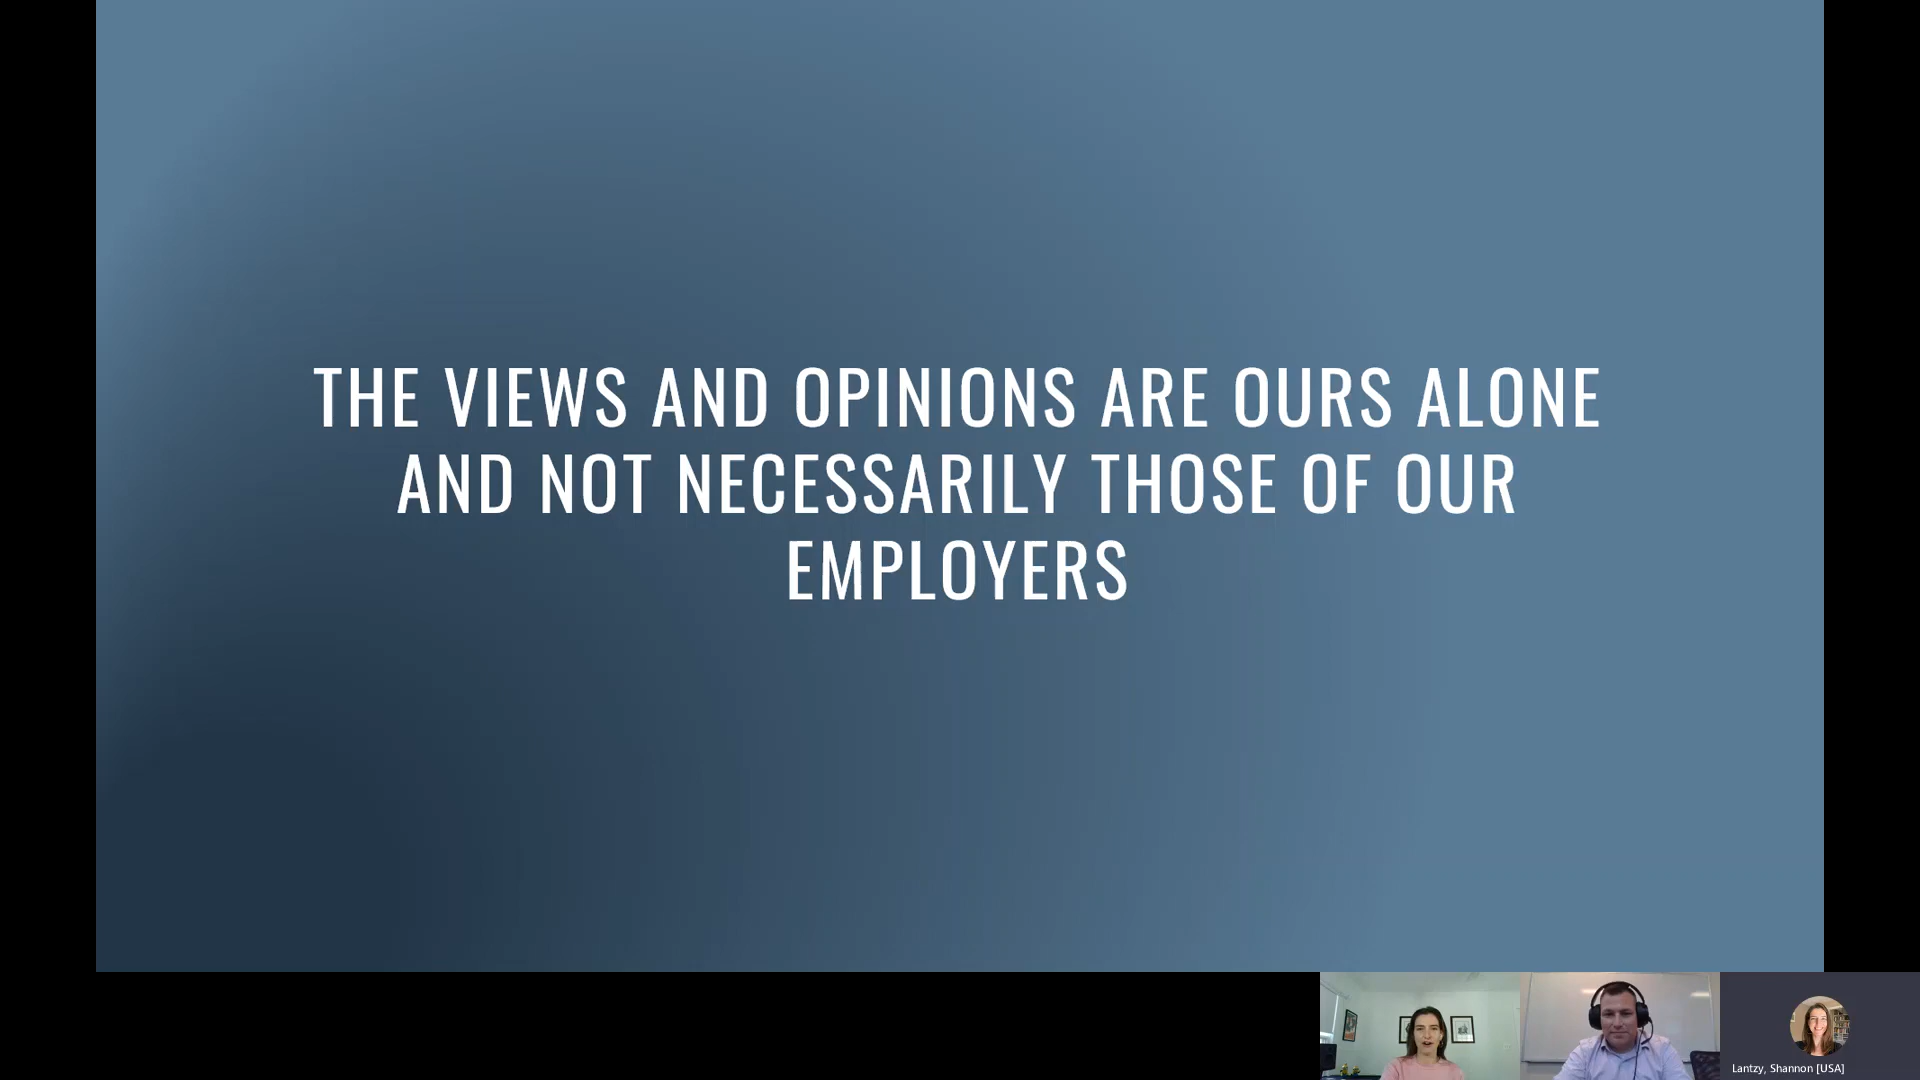 THE VIEWS AND OPINIONS ARE OURS ALONE
AND NOT NECESSARILY THOSE OF OUR
EMPLOYERS
Lantzy, Shannon [USA]